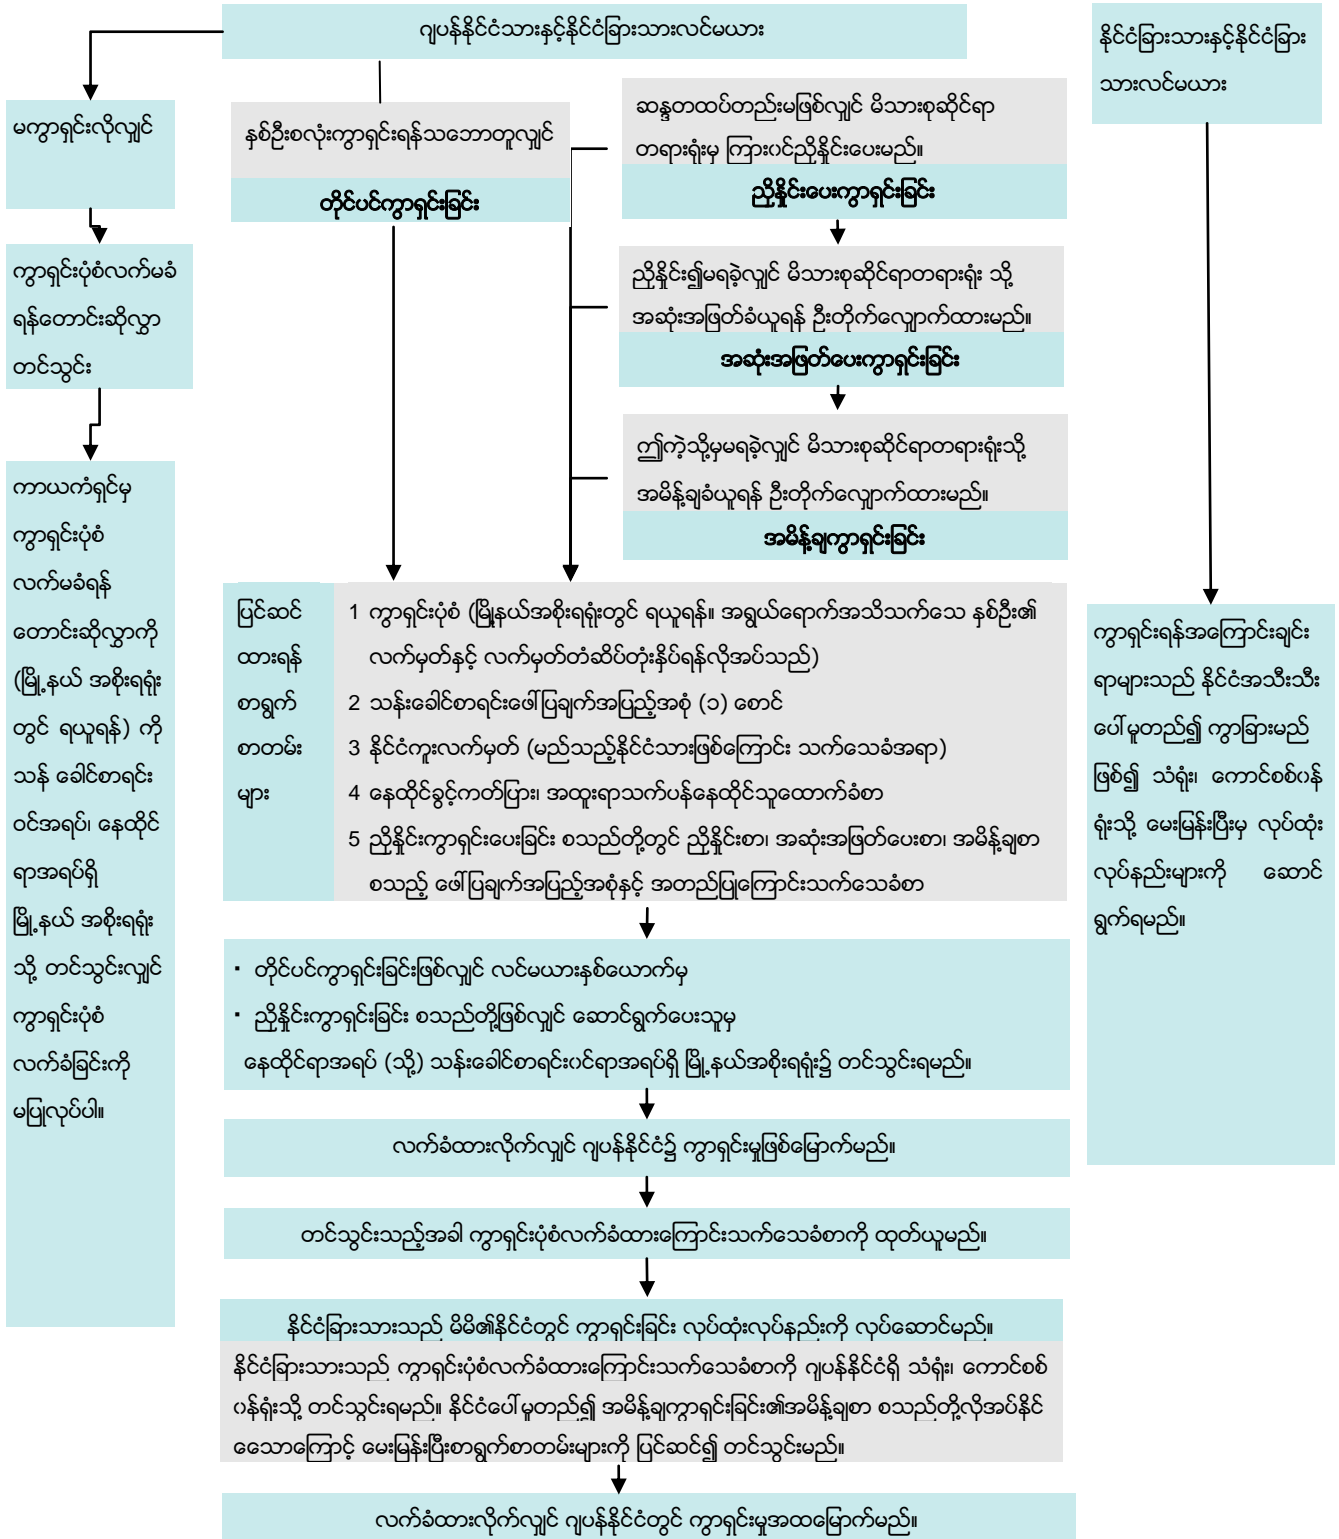 ဂျပန်နိုင်ငံသားနှင့်နိုင်ငံခြားသားလင်မယား
နိုင်ငံခြားသားနှင့်နိုင်ငံခြား
သားလင်မယား
မကွာရှင်းလိုလျှင်
ကွာရှင်းပုံစံလက်မခံ
ရန်တောင်းဆိုလွှာ
တင်သွင်း
ကာယကံရှင်မှ
ကွာရှင်းပုံစံ
လက်မခံရန်
တောင်းဆိုလွှာကို
(မြို့နယ် အစိုးရရုံး
တွင် ရယူရန်) ကို
သန် ခေါင်စာရင်း
ဝင်အရပ်၊ နေထိုင်
ရာအရပ်ရှိ
မြို့နယ် အစိုးရရုံး
သို့ တင်သွင်းလျှင်
ကွာရှင်းပုံစံ
လက်ခံခြင်းကို
မပြုလုပ်ပါ။
နှစ်ဦးစလုံးကွာရှင်းရန်သဘောတူလျှင်
တိုင်ပင်ကွာရှင်းခြင်း
ဆန္ဒတထပ်တည်းမဖြစ်လျှင် မိသားစုဆိုင်ရာ
တရားရုံးမှ ကြားဝင်ညှိနှိုင်းပေးမည်။
ညှိနှိုင်းပေးကွာရှင်းခြင်း
ညှိနှိုင်း၍မရခဲ့လျှင် မိသားစုဆိုင်ရာတရားရုံး သို့
အဆုံးအဖြတ်ခံယူရန် ဦးတိုက်လျှောက်ထားမည်။
အဆုံးအဖြတ်ပေးကွာရှင်းခြင်း
ဤကဲ့သို့မှမရခဲ့လျှင် မိသားစုဆိုင်ရာတရားရုံးသို့
အမိန့်ချခံယူရန် ဦးတိုက်လျှောက်ထားမည်။
အမိန့်ချကွာရှင်းခြင်း
ပြင်ဆင်
ထားရန်
စာရွက်
စာတမ်း
များ
1 ကွာရှင်းပုံစံ (မြို့နယ်အစိုးရရုံးတွင် ရယူရန်။ အရွယ်ရောက်အသိသက်သေ နှစ်ဦး၏
လက်မှတ်နှင့် လက်မှတ်တံဆိပ်တုံးနှိပ်ရန်လိုအပ်သည်)
2 သန်းခေါင်စာရင်းဖေါ်ပြချက်အပြည့်အစုံ (၁) စောင်
3 နိုင်ငံကူးလက်မှတ် (မည်သည့်နိုင်ငံသားဖြစ်ကြောင်း သက်သေခံအရာ)
4 နေထိုင်ခွင့်ကတ်ပြား၊ အထူးရာသက်ပန်နေထိုင်သူထောက်ခံစာ
5 ညှိနှိုင်းကွာရှင်းပေးခြင်း စသည်တို့တွင် ညှိနှိုင်းစာ၊ အဆုံးအဖြတ်ပေးစာ၊ အမိန့်ချစာ
စသည့် ဖေါ်ပြချက်အပြည့်အစုံနှင့် အတည်ပြုကြောင်းသက်သေခံစာ
ကွာရှင်းရန်အကြောင်းချင်း
ရာများသည် နိုင်ငံအသီးသီး
ပေါ်မူတည်၍ ကွာခြားမည်
ဖြစ်၍ သံရုံး၊ ကောင်စစ်ဝန်
ရုံးသို့ မေးမြန်းပြီးမှ လုပ်ထုံး
လုပ်နည်းများကို ဆောင်
ရွက်ရမည်။
・ တိုင်ပင်ကွာရှင်းခြင်းဖြစ်လျှင် လင်မယားနှစ်ယောက်မှ
・ ညှိနှိုင်းကွာရှင်းခြင်း စသည်တို့ဖြစ်လျှင် ဆောင်ရွက်ပေးသူမှ
နေထိုင်ရာအရပ် (သို့) သန်းခေါင်စာရင်းဝင်ရာအရပ်ရှိ မြို့နယ်အစိုးရရုံး၌ တင်သွင်းရမည်။
လက်ခံထားလိုက်လျှင် ဂျပန်နိုင်ငံ၌ ကွာရှင်းမှုဖြစ်မြောက်မည်။
တင်သွင်းသည့်အခါ ကွာရှင်းပုံစံလက်ခံထားကြောင်းသက်သေခံစာကို ထုတ်ယူမည်။
နိုင်ငံခြားသားသည် မိမိ၏နိုင်ငံတွင် ကွာရှင်းခြင်း လုပ်ထုံးလုပ်နည်းကို လုပ်ဆောင်မည်။
နိုင်ငံခြားသားသည် ကွာရှင်းပုံစံလက်ခံထားကြောင်းသက်သေခံစာကို ဂျပန်နိုင်ငံရှိ သံရုံး၊ ကောင်စစ်
ဝန်ရုံးသို့ တင်သွင်းရမည်။ နိုင်ငံပေါ်မူတည်၍ အမိန့်ချကွာရှင်းခြင်း၏အမိန့်ချစာ စသည်တို့လိုအပ်နိုင်
သောကြောင့် မေးမြန်းပြီးစာရွက်စာတမ်းများကို ပြင်ဆင်၍ တင်သွင်းမည်။
လက်ခံထားလိုက်လျှင် ဂျပန်နိုင်ငံတွင် ကွာရှင်းမှုအထမြောက်မည်။